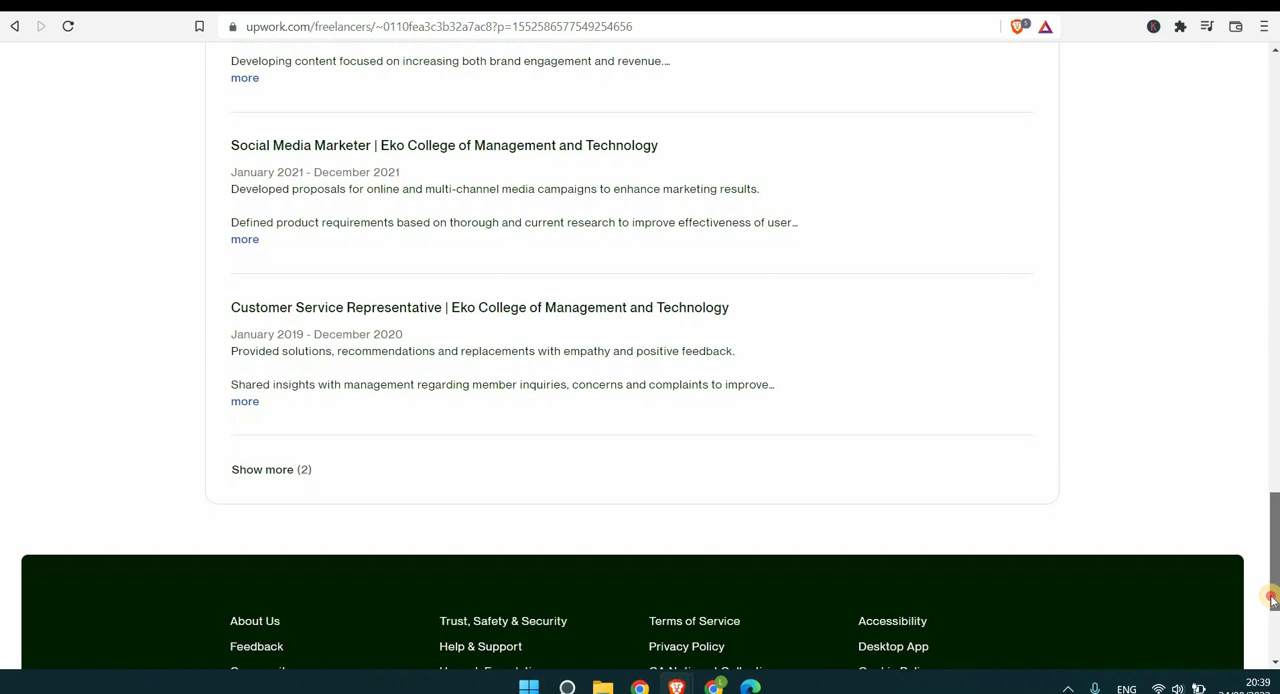 upwork.com/freelancers/~0110fea3c3b32a7ac8?p=1552586577549254656
5
K
Developing content focused on increasing both brand engagement and revenue...
more
Social Media Marketer | Eko College of Management and Technology
January 2021 - December 2021
Developed proposals for online and multi-channel media campaigns to enhance marketing results.
Defined product requirements based on thorough and current research to improve effectiveness of user...
more
Customer Service Representative | Eko College of Management and Technology
January 2019 - December 2020
Provided solutions, recommendations and replacements with empathy and positive feedback.
Shared insights with management regarding member inquiries, concerns and complaints to improve...
more
Show more (2)
About Us Trust, Safety & Security Terms of Service Accessibility
Feedback Help & Support Privacy Policy Desktop App
L
ENG
20:39